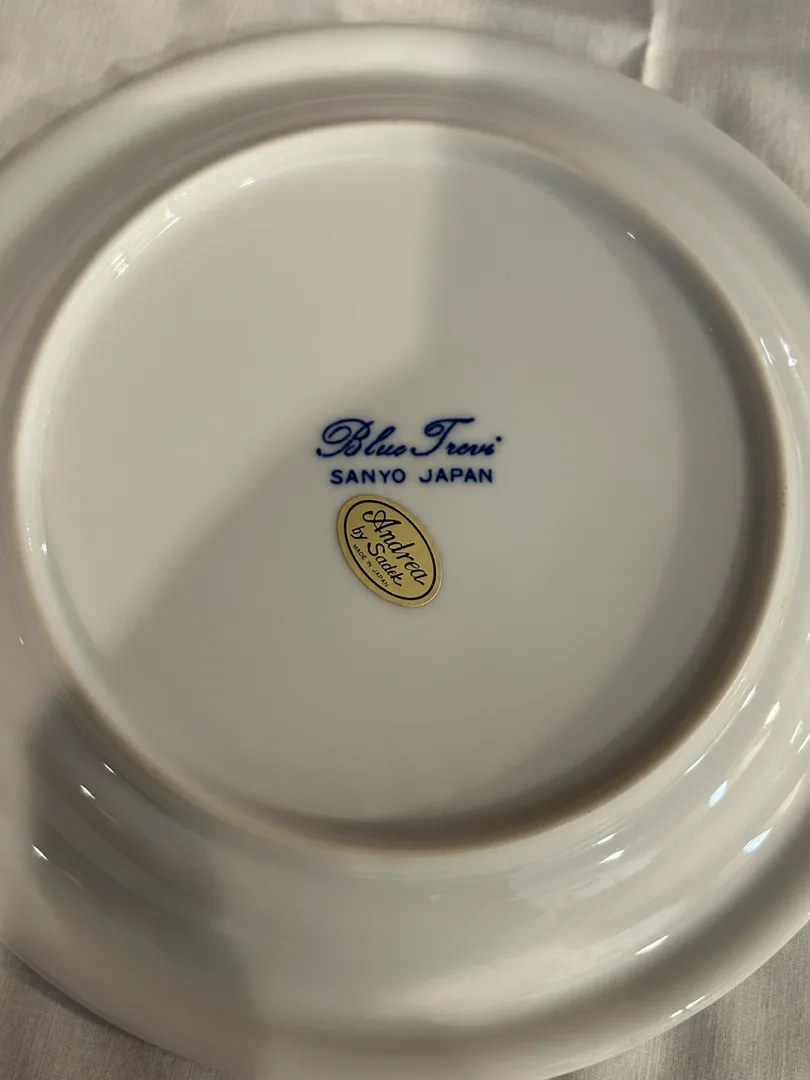 Blue Trevi
SANYO JAPAN
Andrea
by Sadek
MADE IN JAPAN